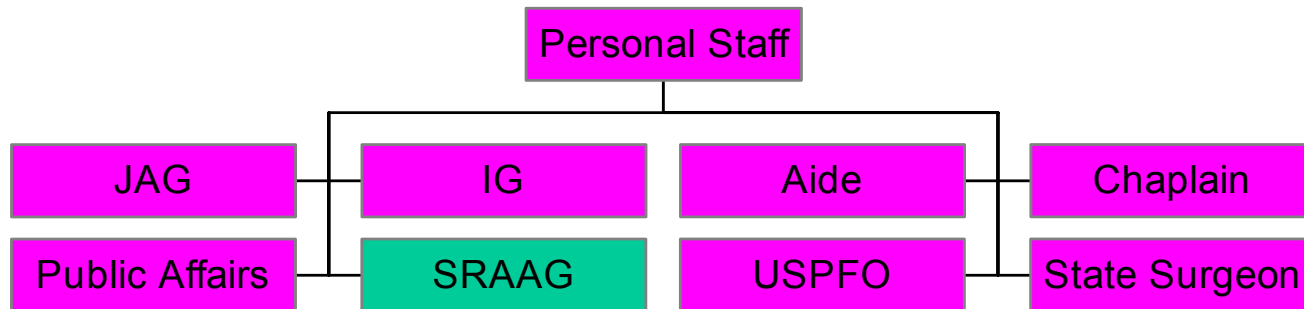 Personal Staff
JAG
IG
Aide
Chaplain
Public Affairs
SRAAG
USPFO
State Surgeon